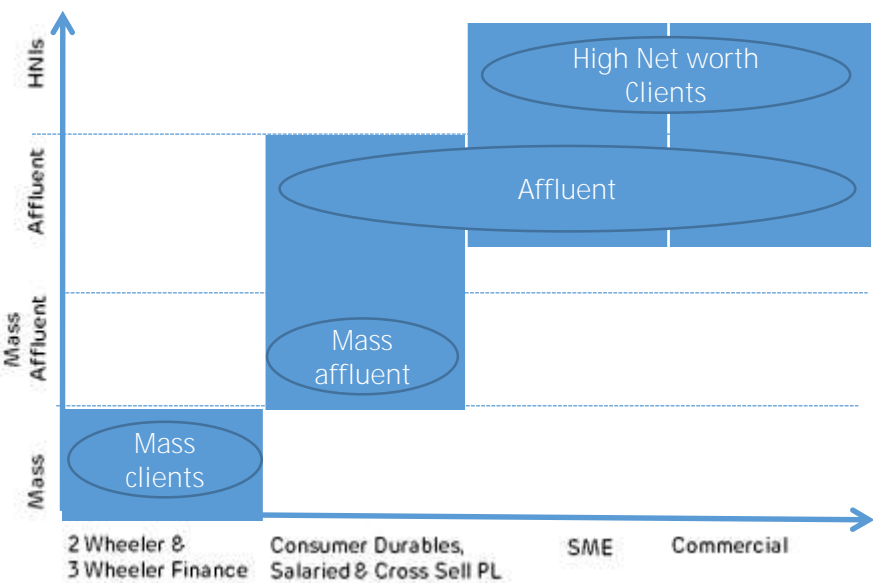 HNIs
High Net worth
Clients
Affluent
Affluent
Mass
Affluent
Mass
affluent
Mass
Mass
clients
2 Wheeler &
3 Wheeler Finance
Consumer Durables,
Salaried & Cross Sell PL
SME
Commercial